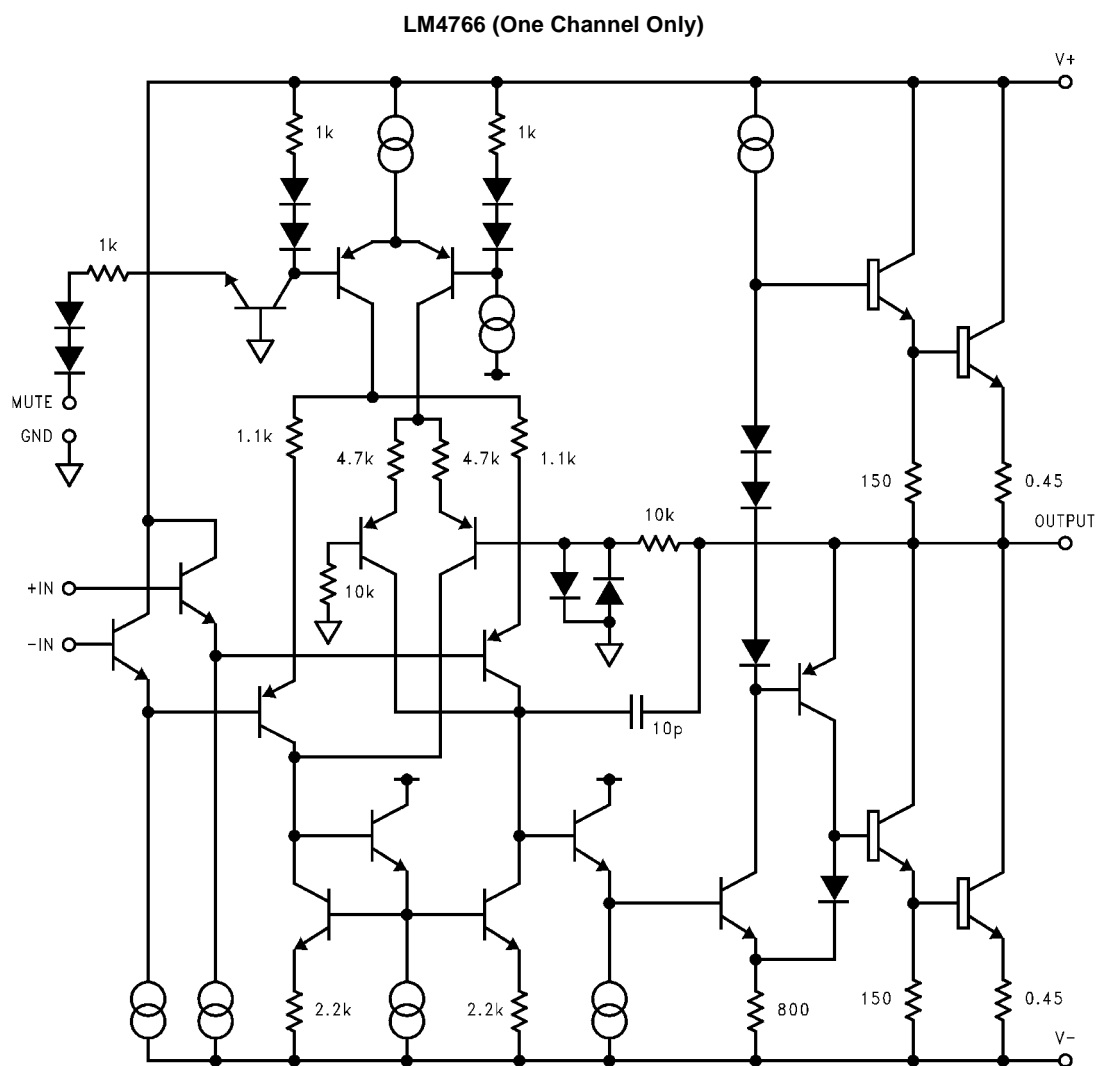 LM4766 (One Channel Only)
V+
1k
1k
1k
MUTE
GND
1.1k
4.7k
4.7k
1.1k
150
0.45
10k
OUTPUT
+IN
10k
-IN
10p
2.2k
2.2k
800
150
0.45
V-